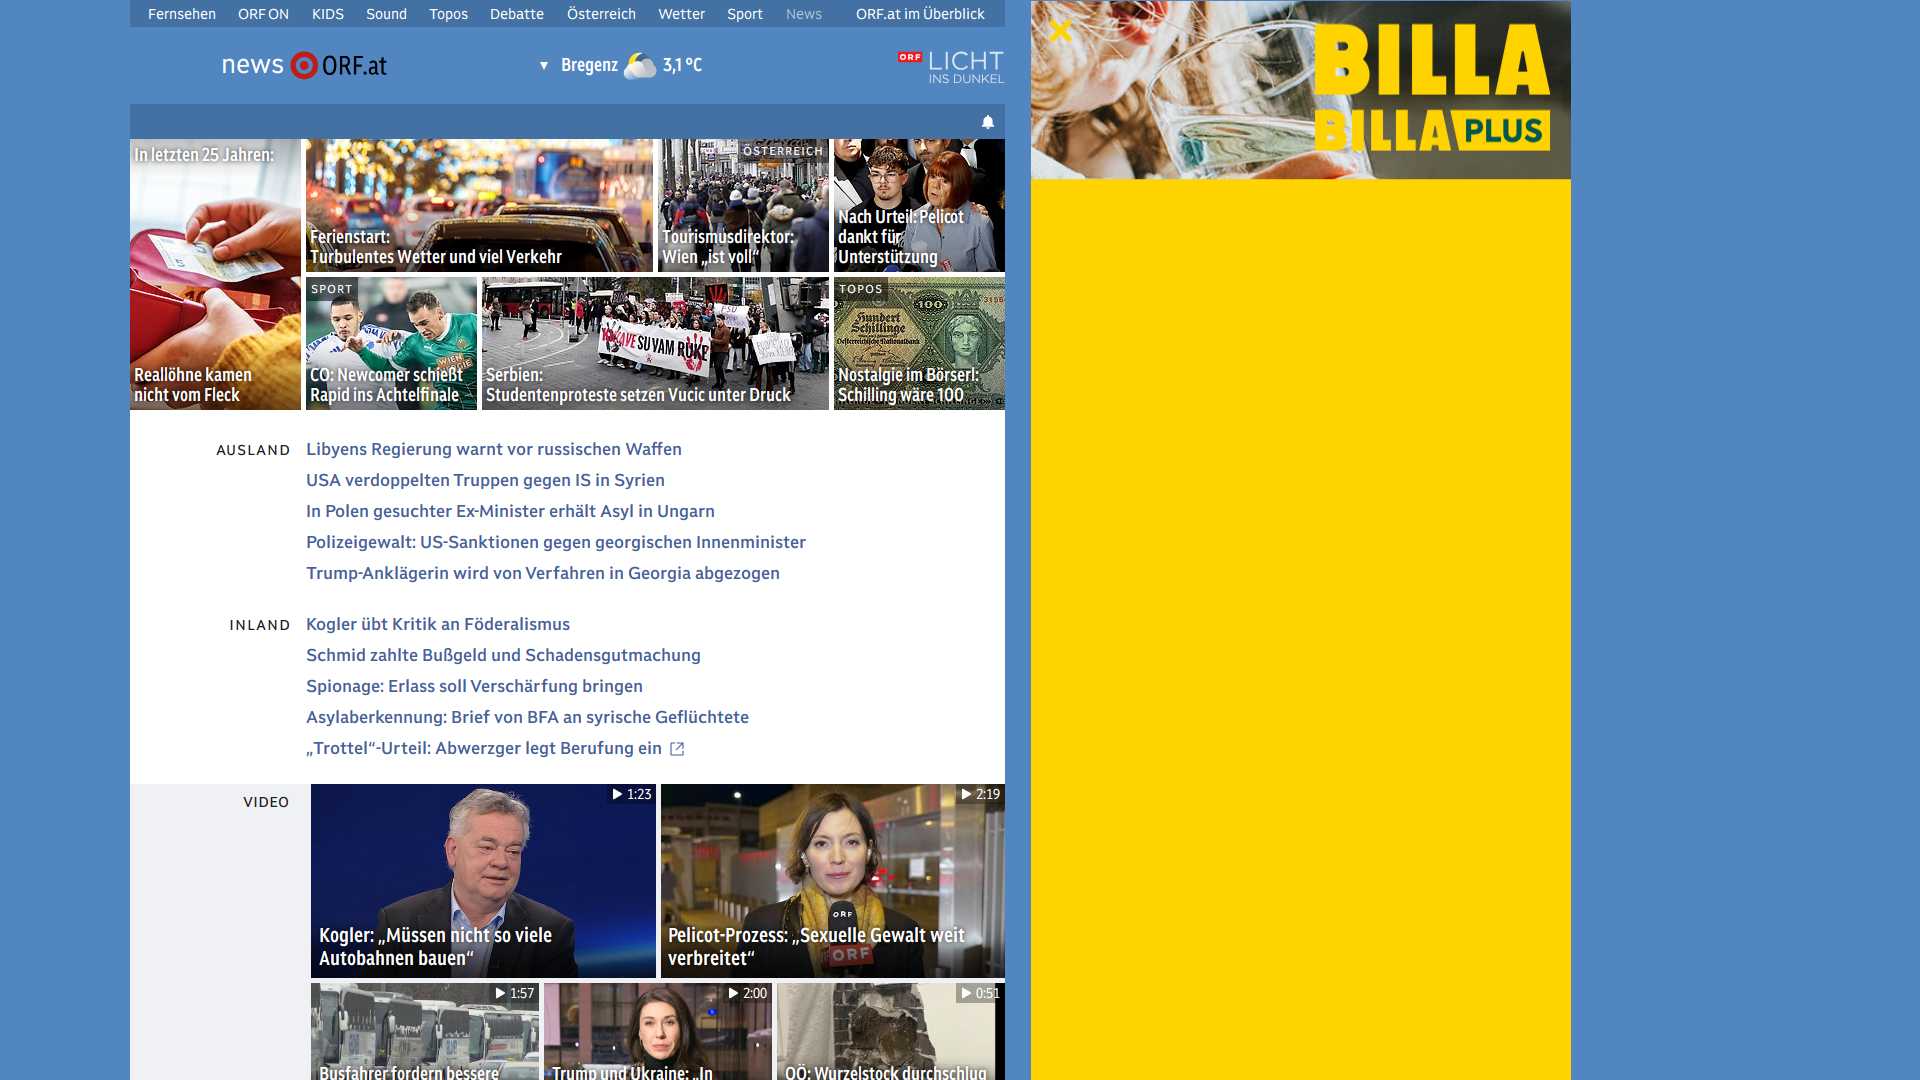 Fernsehen ORF ON KIDS Sound Topos Debatte Österreich Wetter Sport News ORF.at im Überblick
news ORF.at
Bregenz 3,1 °C
ORF LICHT
INS DUNKEL
BILLA
BILLA PLUS
In letzten 25 Jahren:
Reallöhne kamen
nicht vom Fleck
Ferienstart:
Turbulentes Wetter und viel Verkehr
ÖSTERREICH
Tourismusdirektor:
Wien „ist voll“
Nach Urteil: Pelicot
dankt für
Unterstützung
SPORT
CO: Newcomer schießt
Rapid ins Achtelfinale
Serbien:
Studentenproteste setzen Vucic unter Druck
TOPOS
100
Hundert
Schillinge
Nostalgie im Börserl:
Schilling wäre 100
AUSLAND
Libyens Regierung warnt vor russischen Waffen
USA verdoppelten Truppen gegen IS in Syrien
In Polen gesuchter Ex-Minister erhält Asyl in Ungarn
Polizeigewalt: US-Sanktionen gegen georgischen Innenminister
Trump-Anklägerin wird von Verfahren in Georgia abgezogen
INLAND
Kogler übt Kritik an Föderalismus
Schmid zahlte Bußgeld und Schadensgutmachung
Spionage: Erlass soll Verschärfung bringen
Asylaberkennung: Brief von BFA an syrische Geflüchtete
„Trottel“-Urteil: Abwerzger legt Berufung ein
VIDEO
1:23
Kogler: „Müssen nicht so viele
Autobahnen bauen“
2:19
ORF
ORF
Pelicot-Prozess: „Sexuelle Gewalt weit
verbreitet“
1:57
Busfahrer fordern bessere
2:00
Trump und Ukraine: „In
0:51
OÖ: Wurzelstock durchschlug